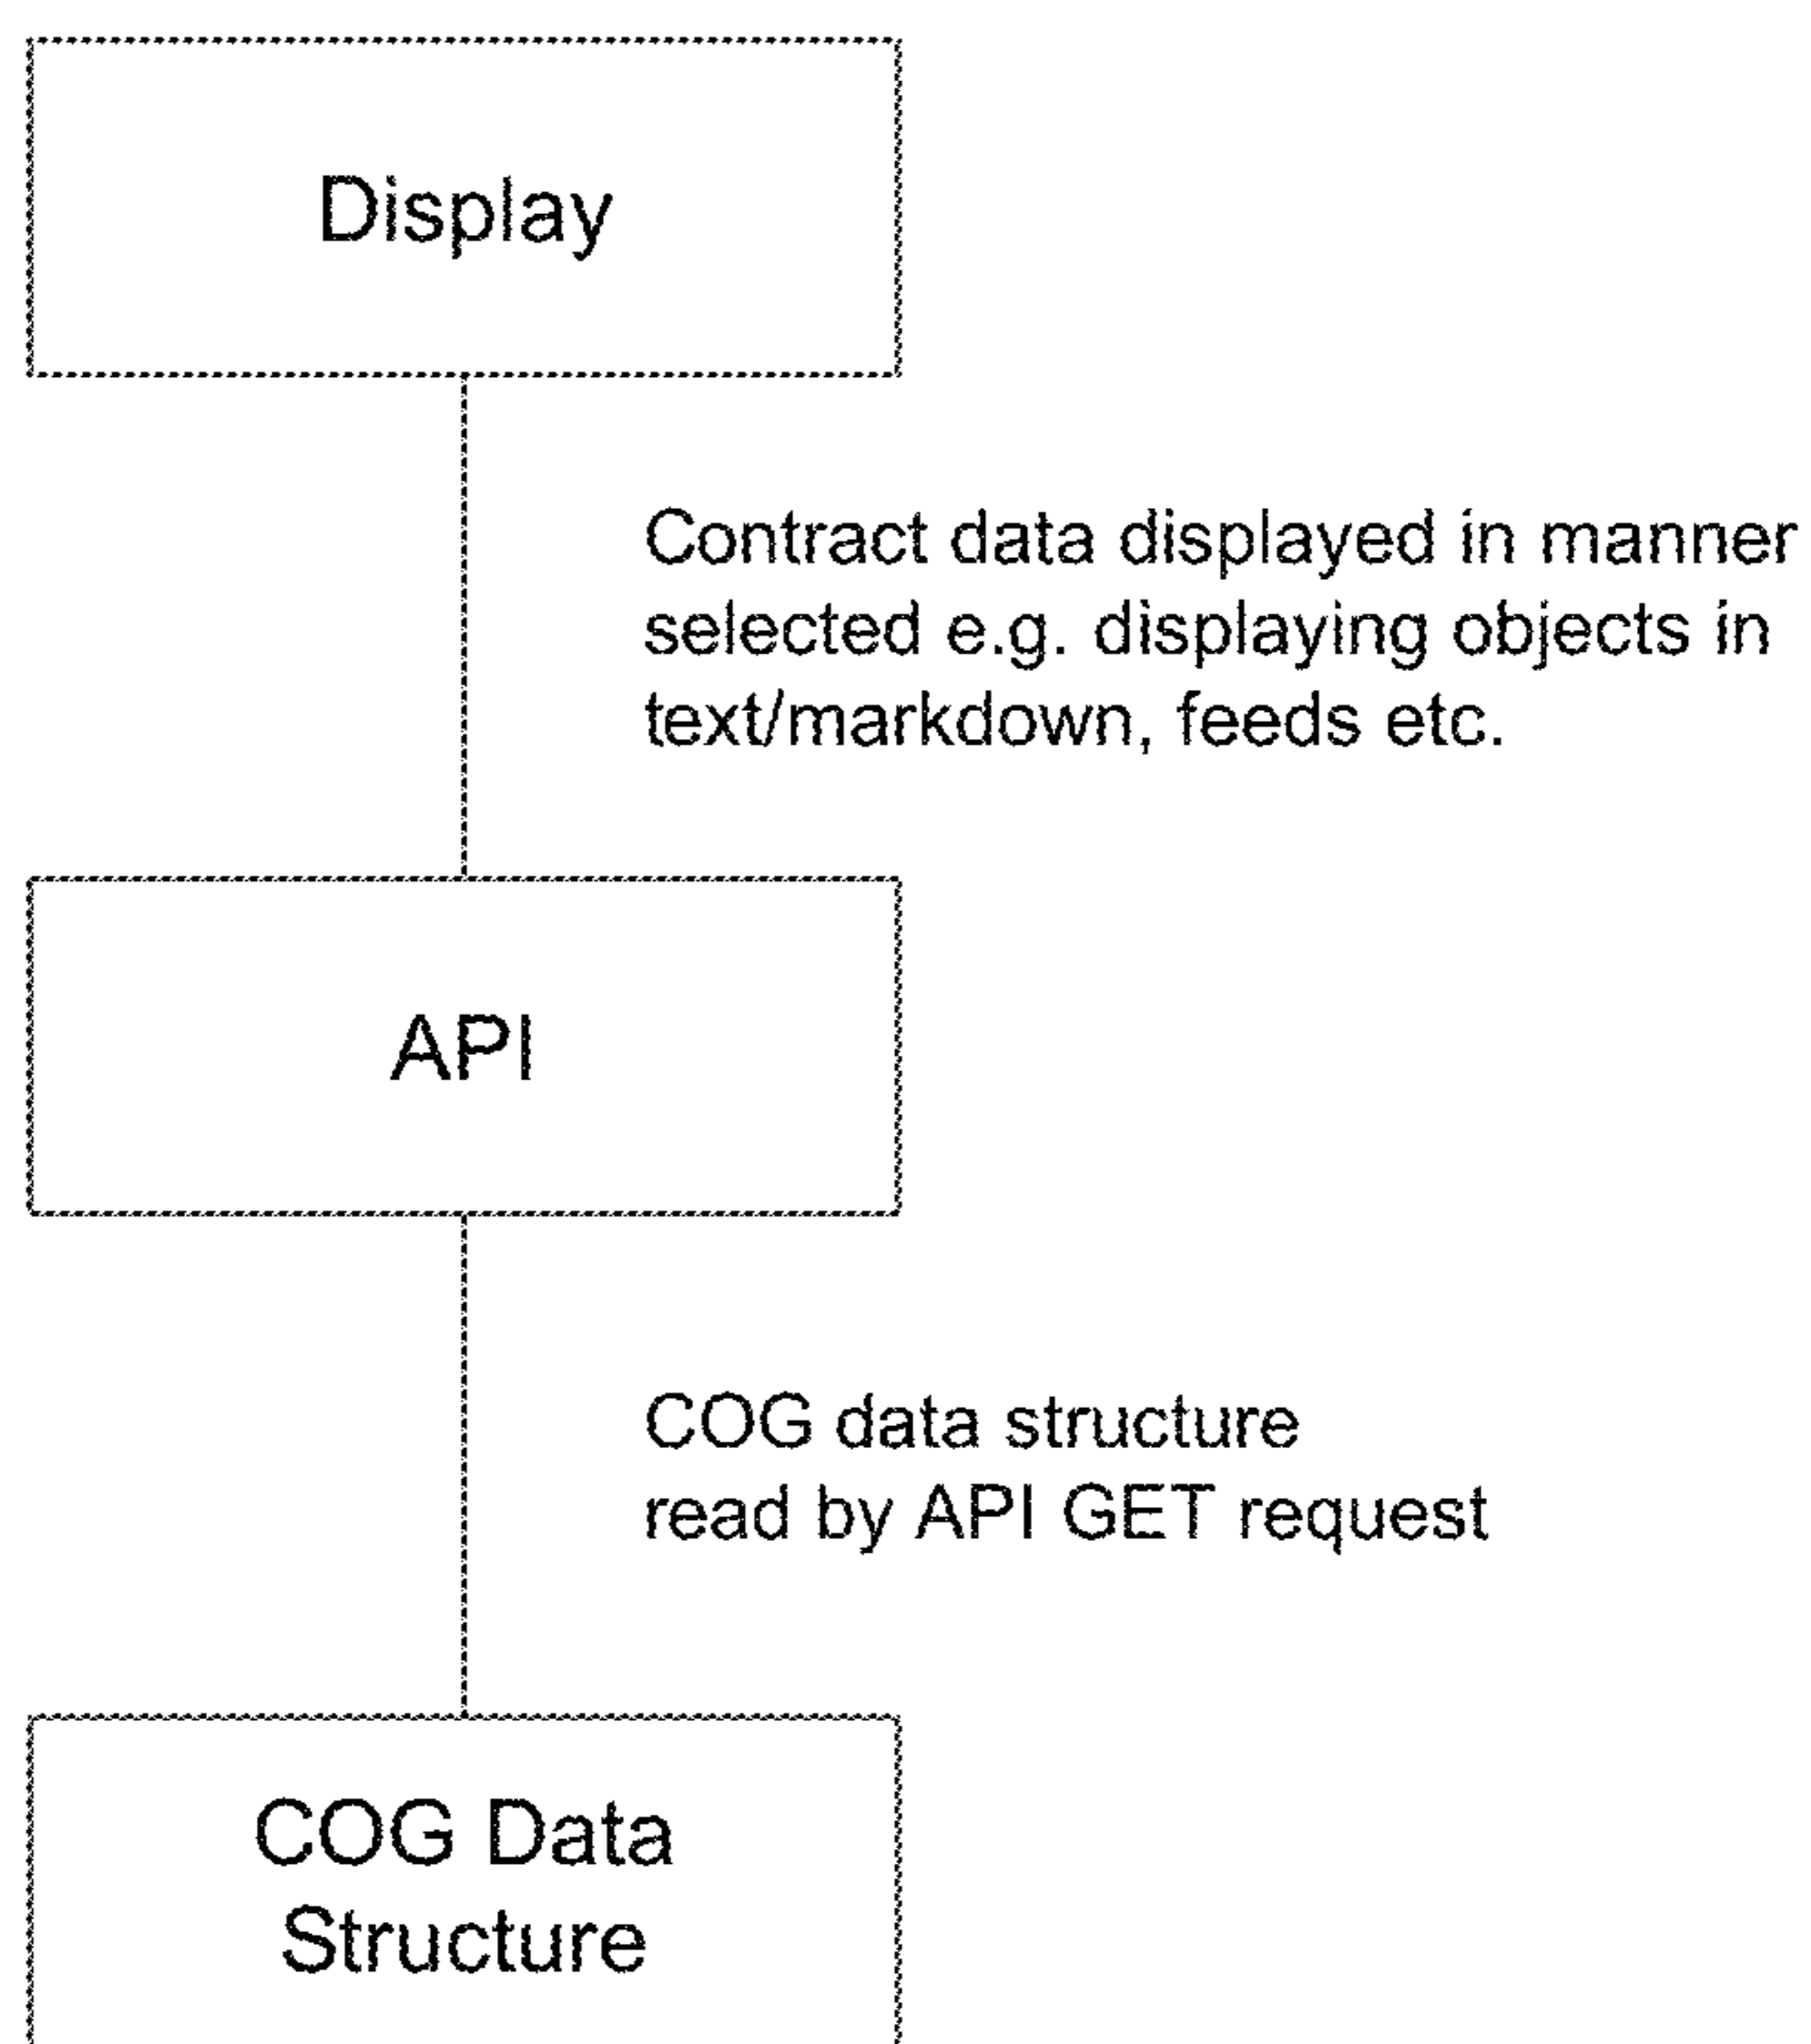 Display
Contract data displayed in manner
selected e.g. displaying objects in
text/markdown, feeds etc.
API
COG data structure
read by API GET request
COG Data
Structure